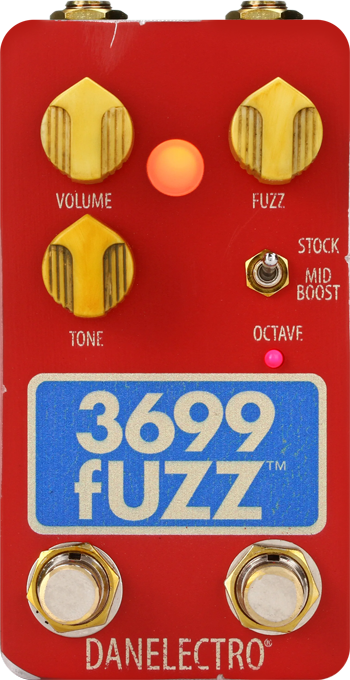 VOLUME
FUZZ
STOCK
MID
BOOST
TONE
OCTAVE
3699
fUZZ™
DANELECTRO®